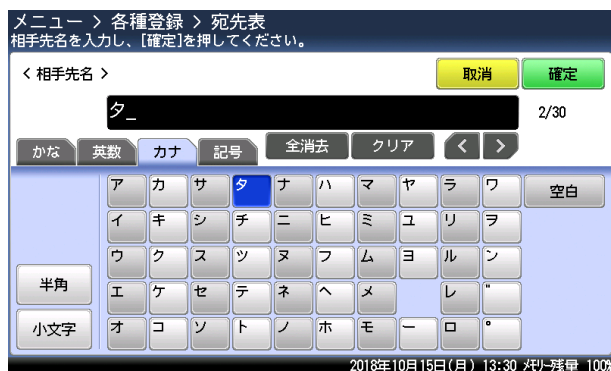 メニュー > 各種登録 > 宛先表
相手先名を入力し、[確定]を押してください。
< 相手先名 > 取消 確定
タ_ 2/30
かな 英数 カナ 記号 全消去 クリア < >
ア カ サ タ ナ ハ マ ヤ ラ ワ 空白
イ キ シ チ ニ ヒ ミ ユ リ ヲ
ウ ク ス ツ ヌ フ ム ヨ ル ン
半角 エ ケ セ テ ネ ヘ メ レ ゛
小文字 オ コ ソ ト ノ ホ モ ー ロ ゜
2018年10月15日(月) 13:30 メモリー残量 100%